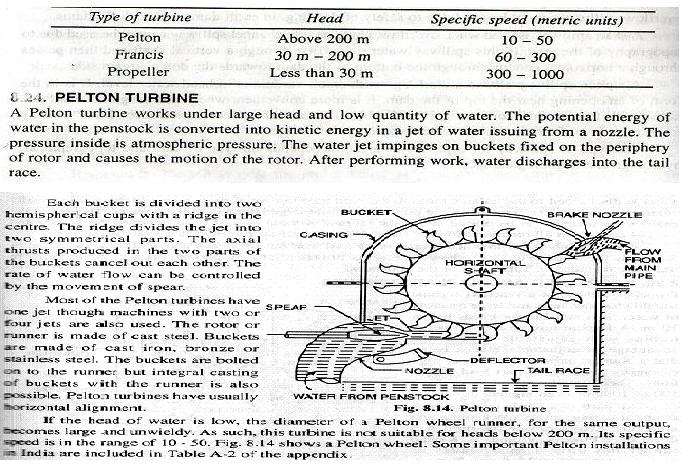 Type of turbine Head Specific speed (metric units)
Pelton Above 200 m 10 – 50
Francis 30 m – 200 m 60 – 300
Propeller Less than 30 m 300 – 1000
8.24. PELTON TURBINE
A Pelton turbine works under large head and low quantity of water. The potential energy of
water in the penstock is converted into kinetic energy in a jet of water issuing from a nozzle. The
pressure inside is atmospheric pressure. The water jet impinges on buckets fixed on the periphery
of rotor and causes the motion of the rotor. After performing work, water discharges into the tail
race.
Each bucket is divided into two
hemispherical cups with a ridge in the
centre. The ridge divides the jet into
two symmetrical parts. The axial
thrusts produced in the two parts of
the buckets cancel out each other. The
rate of water flow can be controlled
by the movement of spear.
Most of the Pelton turbines have
one jet though machines with two or
four jets are also used. The rotor or
runner is made of cast steel. Buckets
are made of cast iron, bronze or
stainless steel. The buckets are bolted
on to the runner but integral casting
of buckets with the runner is also
possible. Pelton turbines have usually
horizontal alignment.
BUCKET
BRAKE NOZZLE
CASING
FLOW
FROM
MAIN
PIPE
HORIZONTAL
SHAFT
SPEAR
JET
DEFLECTOR
NOZZLE
TAIL RACE
WATER FROM PENSTOCK
Fig. 8.14. Pelton turbine
If the head of water is low, the diameter of a Pelton wheel runner, for the same output,
becomes large and unwieldy. As such, this turbine is not suitable for heads below 200 m. Its specific
speed is in the range of 10 - 50. Fig. 8.14 shows a Pelton wheel. Some important Pelton installations
in India are included in Table A-2 of the appendix.